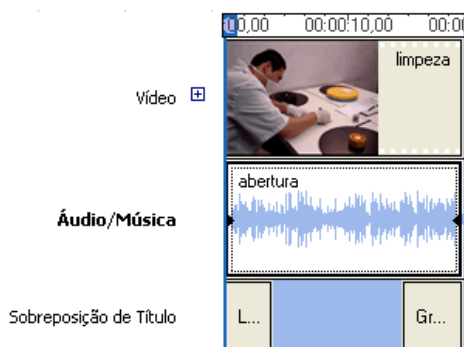 00,00 00:00:10,00 00:0
Vídeo
limpeza
abertura
Áudio/Música
Sobreposição de Título
L...
Gr...